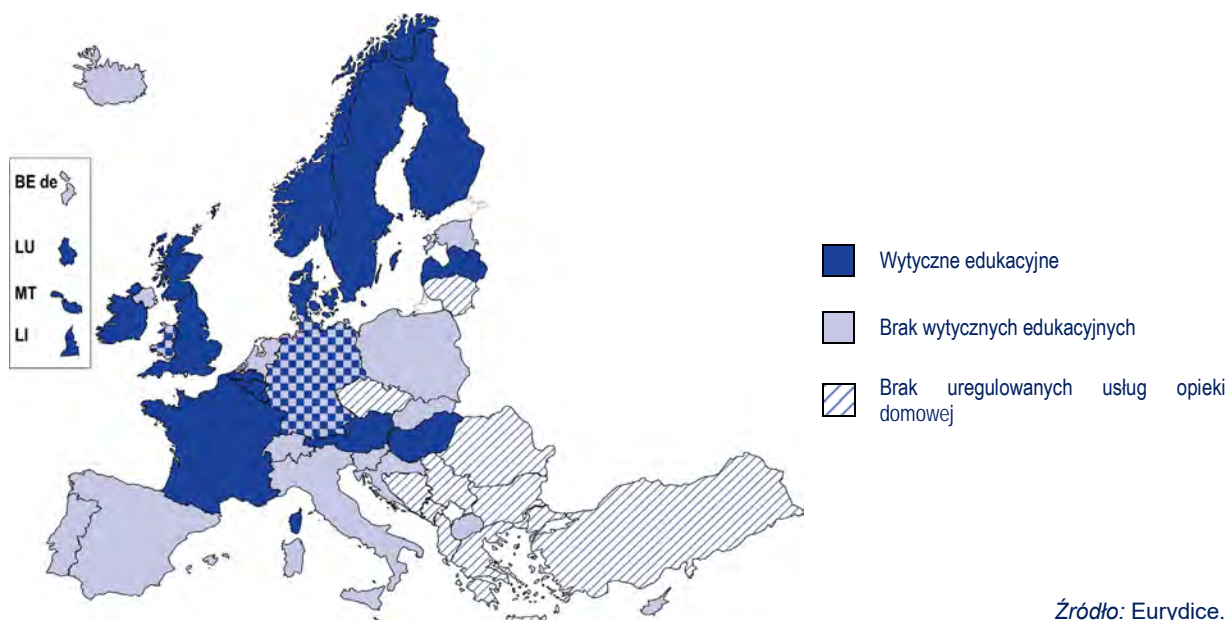 BE de
LU
MT
LI
Wytyczne edukacyjne
Brak wytycznych edukacyjnych
Brak uregulowanych usług opieki
domowej
Źródło: Eurydice.